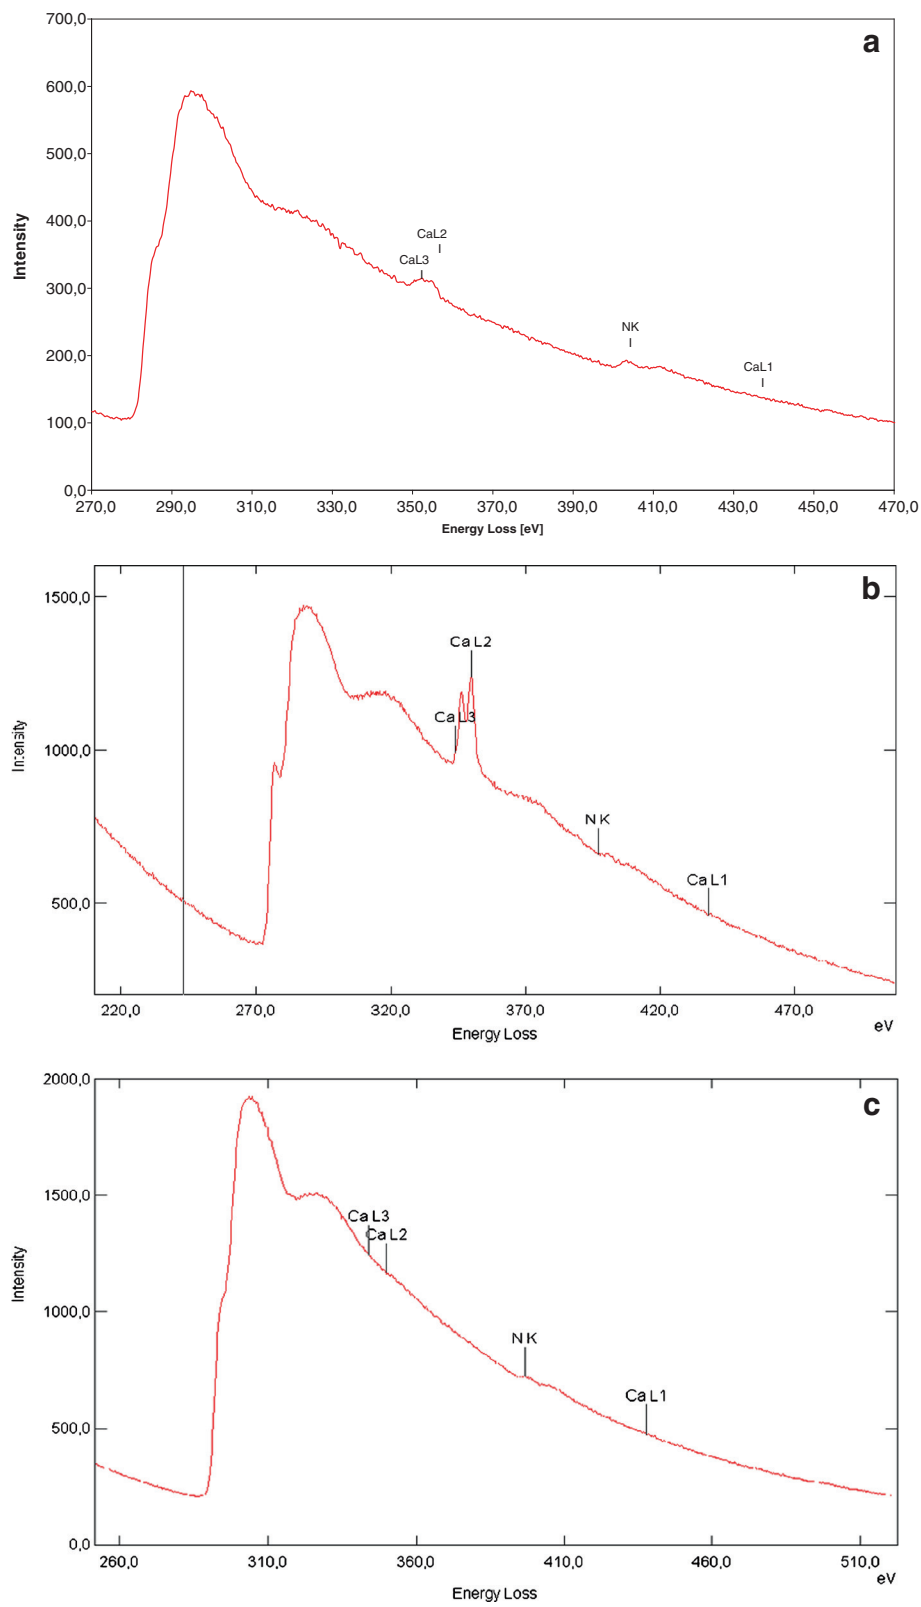 a
700,0
600,0
500,0
400,0
300,0
200,0
100,0
0,0
Intensity
CaL2
CaL3
NK
CaL1
270,0 290,0 310,0 330,0 350,0 370,0 390,0 410,0 430,0 450,0 470,0
Energy Loss [eV]
b
1500,0
1000,0
500,0
Intensity
Ca L2
Ca L3
N K
Ca L1
220,0 270,0 320,0 370,0 420,0 470,0
eV
Energy Loss
c
2000,0
1500,0
1000,0
500,0
0,0
Intensity
Ca L3
Ca L2
N K
Ca L1
260,0 310,0 360,0 410,0 460,0 510,0
eV
Energy Loss